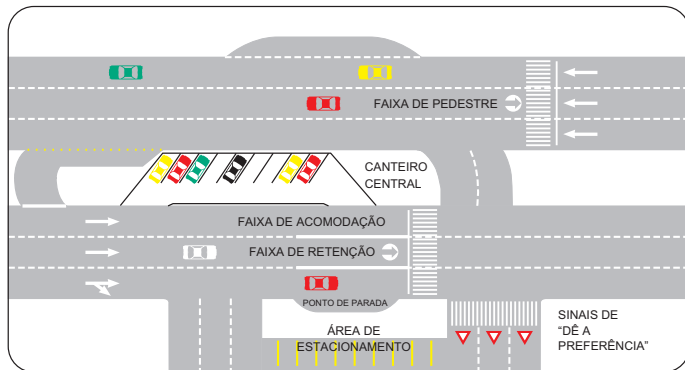 FAIXA DE PEDESTRE
CANTEIRO
CENTRAL
FAIXA DE ACOMODAÇÃO
FAIXA DE RETENÇÃO
PONTO DE PARADA
ÁREA DE
ESTACIONAMENTO
SINAIS DE
“DÊ A
PREFERÊNCIA”